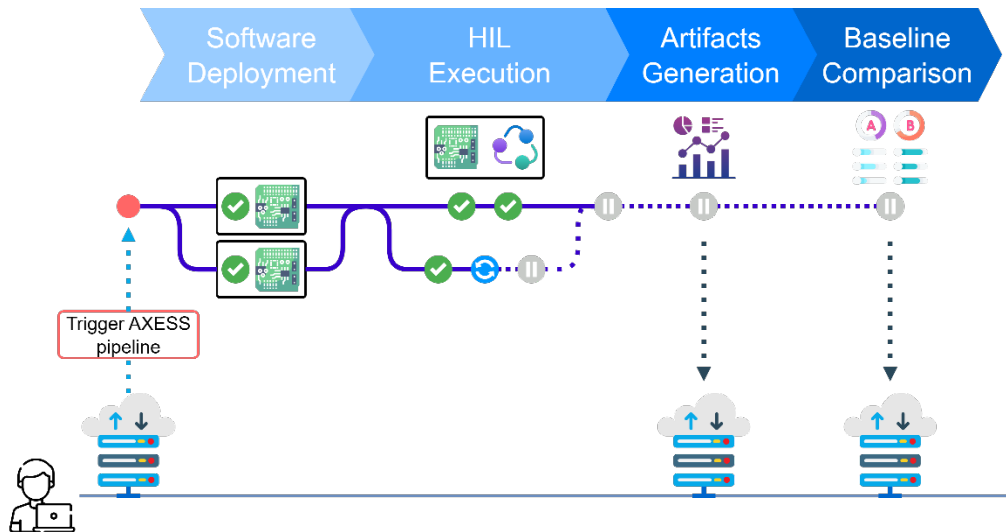 Software
Deployment
HIL
Execution
Artifacts
Generation
Baseline
Comparison
A
B
Trigger AXESS
pipeline